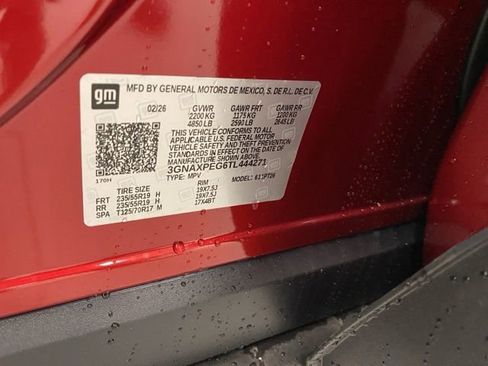 gm
MFD BY GENERAL MOTORS DE MEXICO, S. DE R.L. DE C.V.
02/26 GVWR GAWR FRT GAWR RR
2200 KG 1175 KG 1200 KG
4850 LB 2590 LB 2645 LB
THIS VEHICLE CONFORMS TO ALL
APPLICABLE U.S. FEDERAL MOTOR
VEHICLE SAFETY, BUMPER, AND THEFT
PREVENTION STANDARDS IN EFFECT
ON THE DATE OF MANUFACTURE SHOWN ABOVE.
3GNAXPEG6TL444271
170H
TYPE: MPV MODEL:
TIRE SIZE RIM
FRT 235/55R19 H 19X7.5J
RR 235/55R19 H 19X7.5J
SPA T125/70R17 M 17X4BT